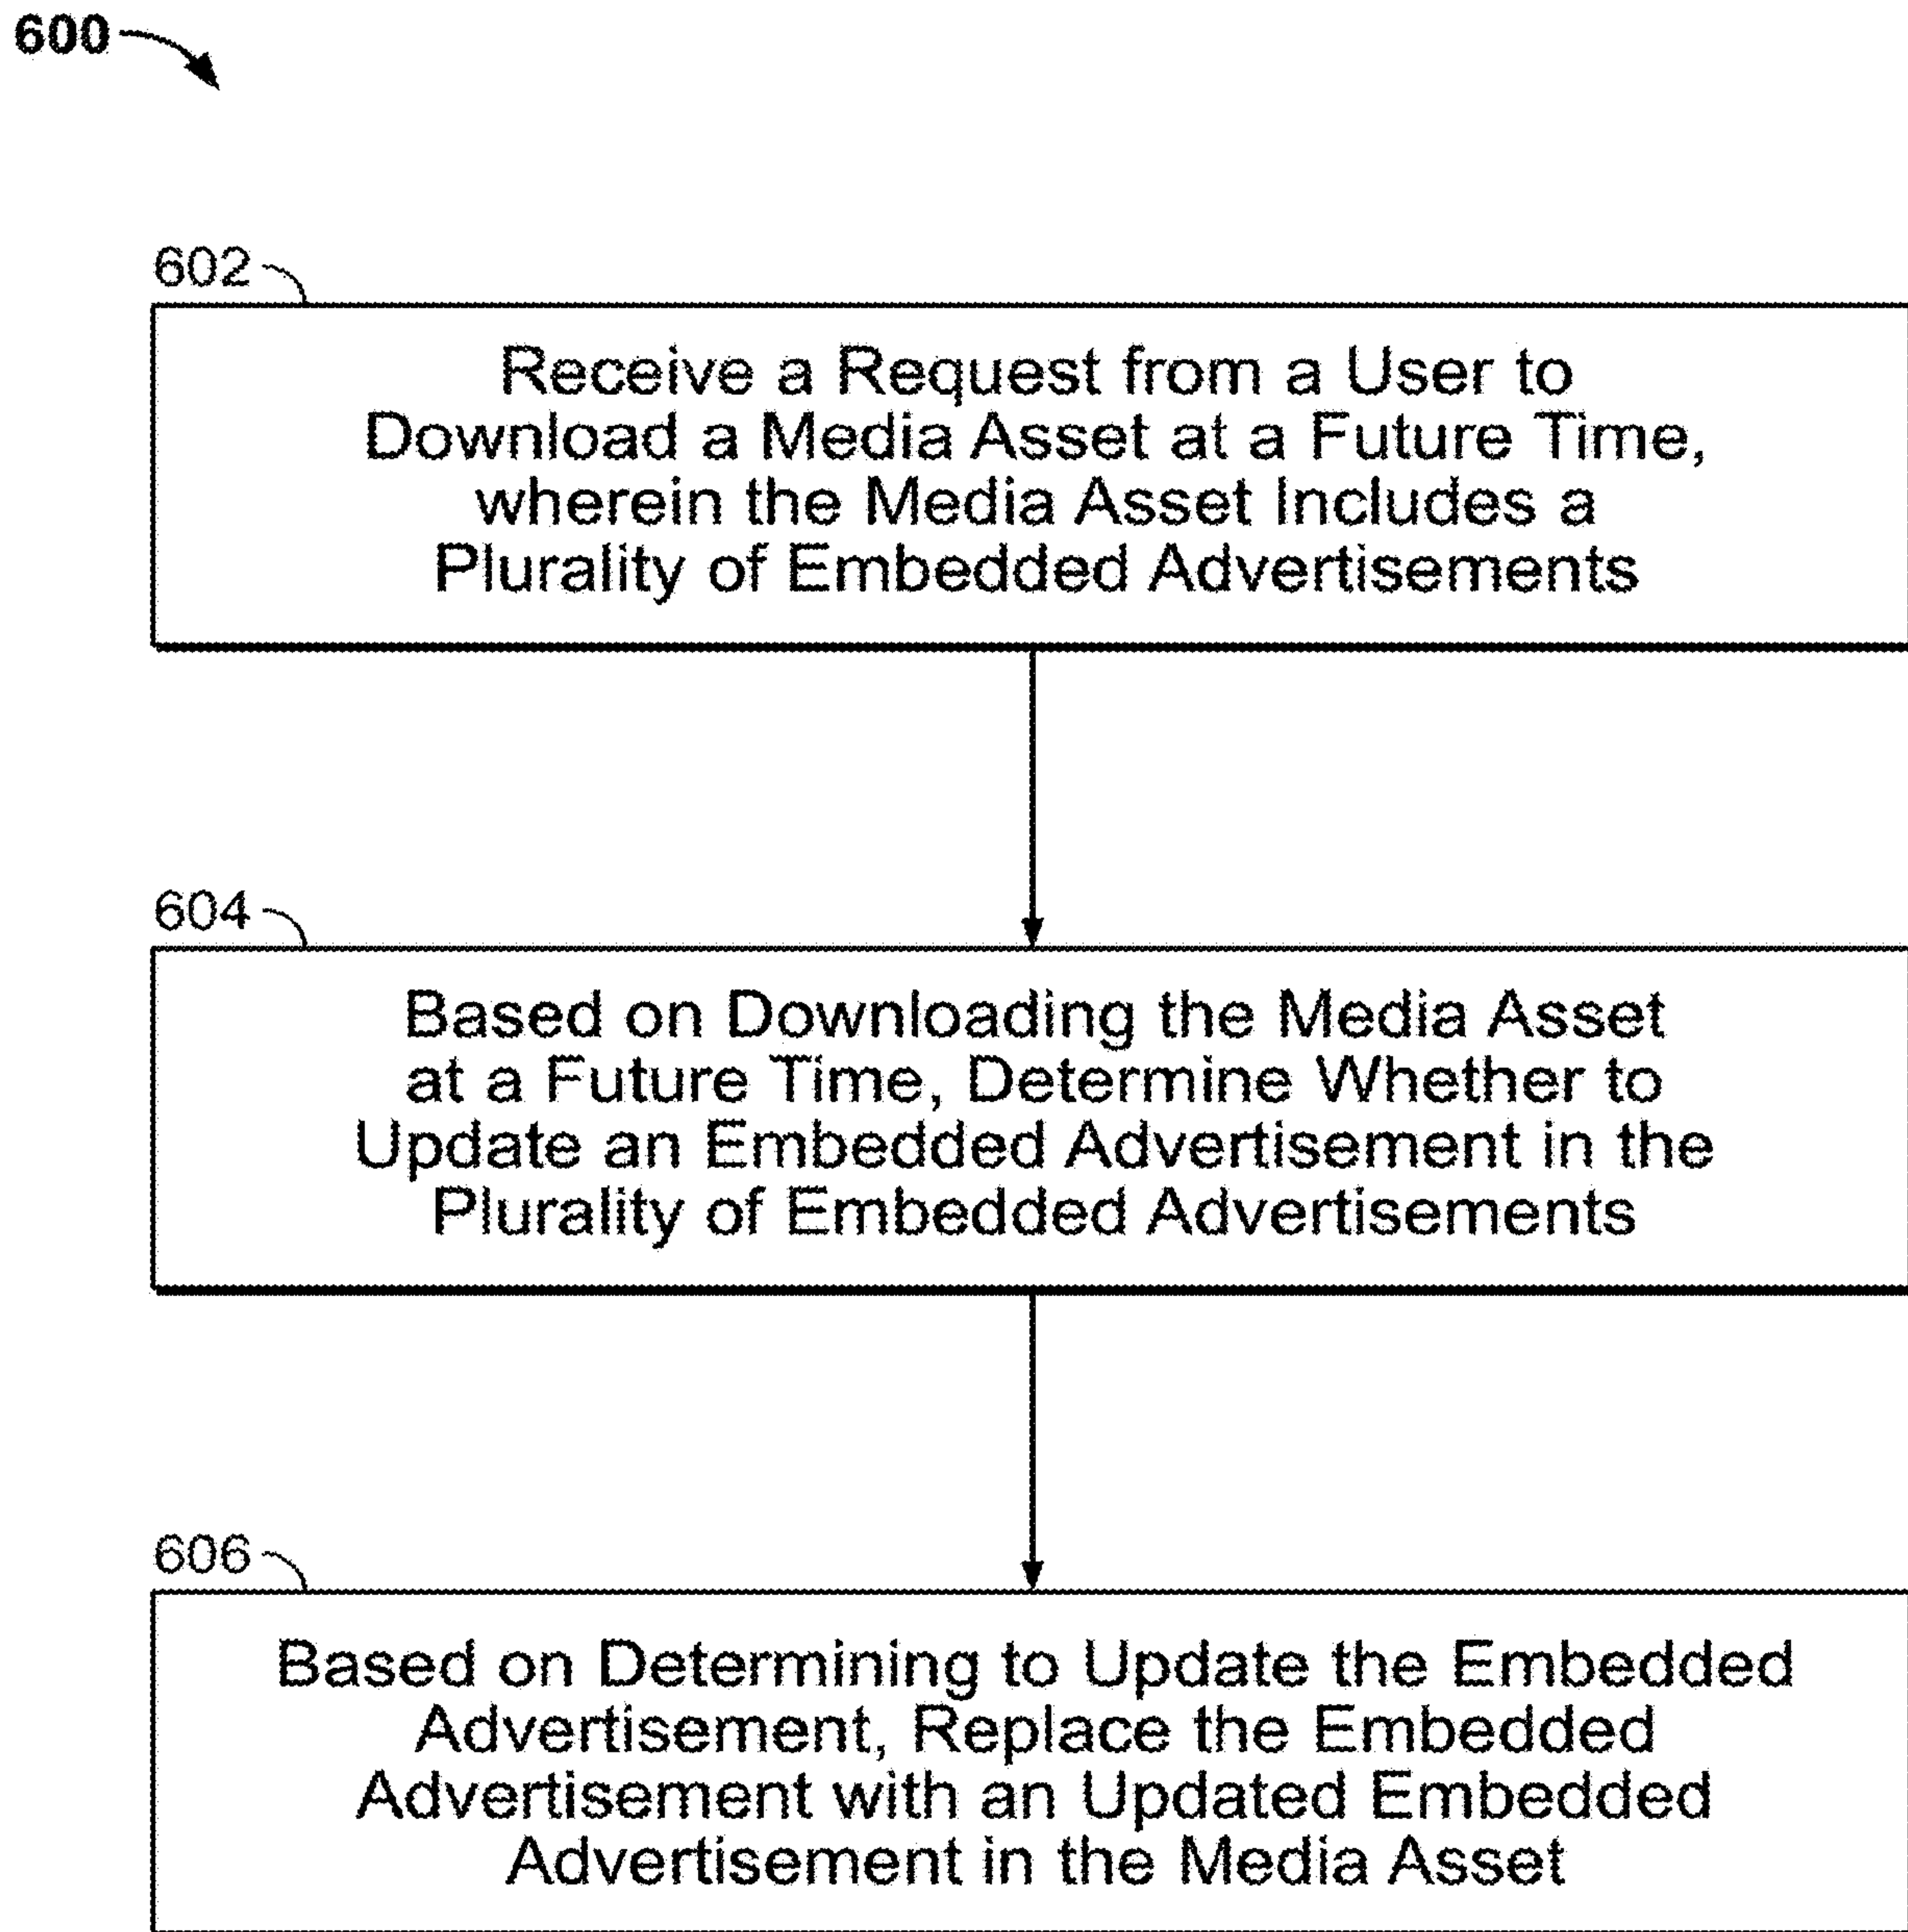 600
602
Receive a Request from a User to
Download a Media Asset at a Future Time,
wherein the Media Asset Includes a
Plurality of Embedded Advertisements
604
Based on Downloading the Media Asset
at a Future Time, Determine Whether to
Update an Embedded Advertisement in the
Plurality of Embedded Advertisements
606
Based on Determining to Update the Embedded
Advertisement, Replace the Embedded
Advertisement with an Updated Embedded
Advertisement in the Media Asset